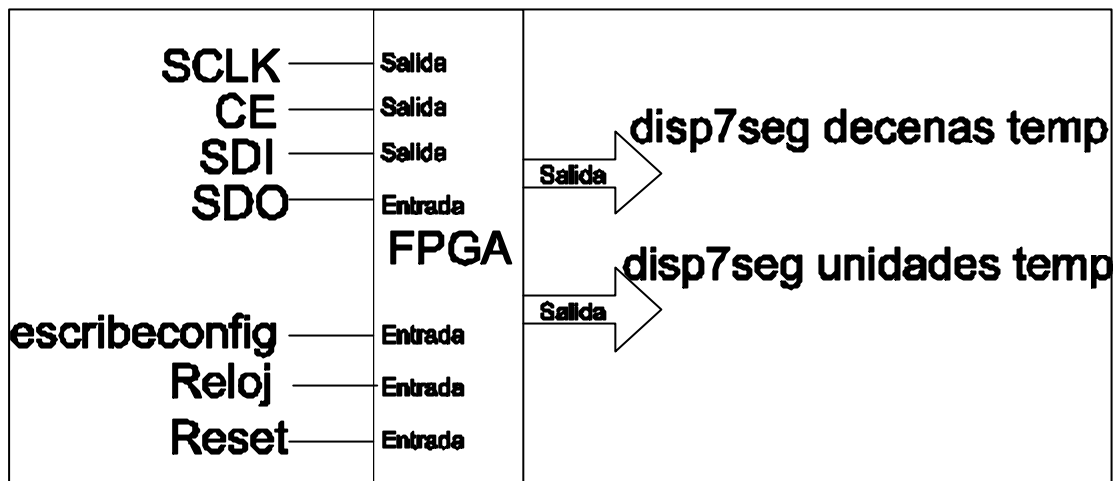 SCLK Salida
CE Salida
SDI Salida
SDO Entrada
FPGA
escribeconfig Entrada
Reloj Entrada
Reset Entrada
disp7seg decenas temp
Salida
disp7seg unidades temp
Salida